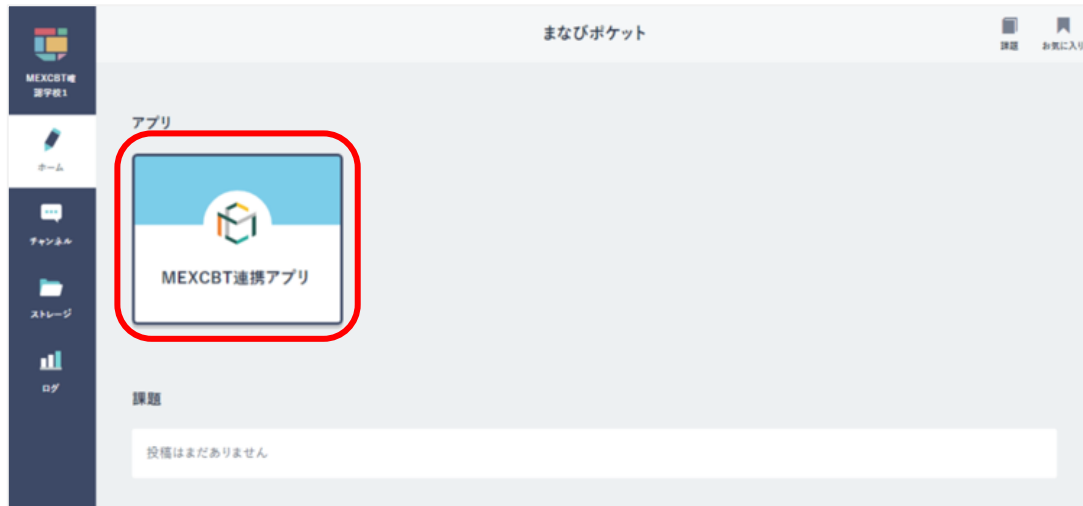 まなびポケット
課題
お気に入り
MEXCBT確
認学校1
ホーム
チャンネル
ストレージ
ログ
アプリ
MEXCBT連携アプリ
課題
投稿はまだありません